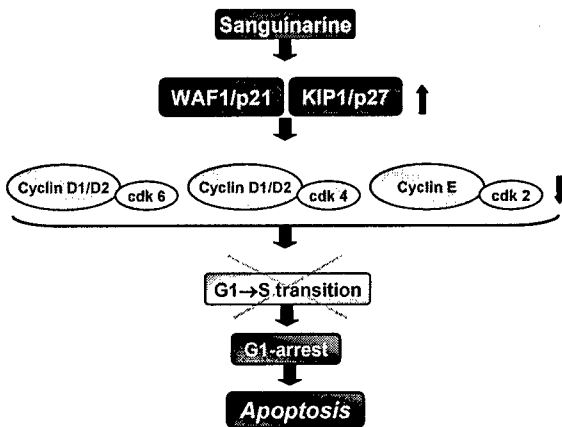 Sanguinarine
WAF1/p21 KIP1/p27
Cyclin D1/D2 cdk 6 Cyclin D1/D2 cdk 4 Cyclin E cdk 2
G1→S transition
G1-arrest
Apoptosis